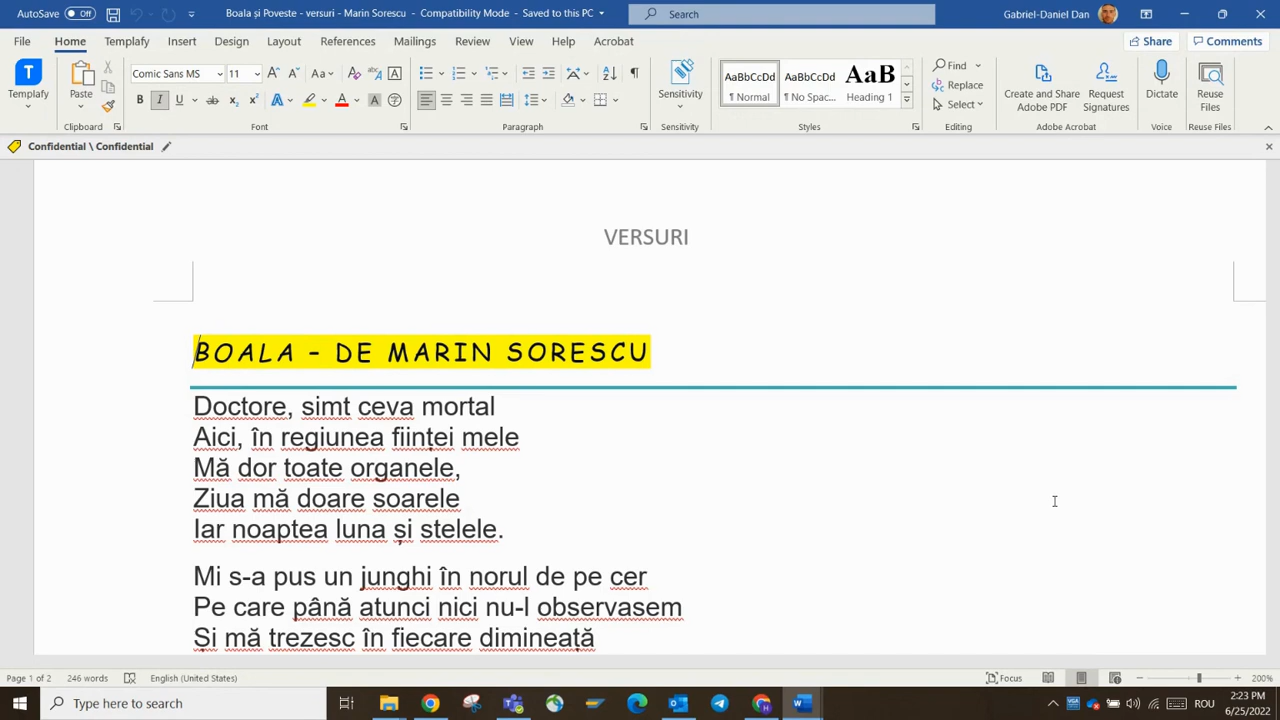 AutoSave Off Boala și Poveste - versuri - Marin Sorescu - Compatibility Mode - Saved to this PC Search Gabriel-Daniel Dan
File Home Templafy Insert Design Layout References Mailings Review View Help Acrobat Share Comments
Templafy Paste Comic Sans MS 11 Sensitivity AaBbCcDd ¶ Normal AaBbCcDd ¶ No Spac... AaB Heading 1 Find Replace Select Create and Share Adobe PDF Request Signatures Dictate Reuse Files
Clipboard Font Paragraph Sensitivity Styles Editing Adobe Acrobat Voice Reuse Files
Confidential \ Confidential
VERSURI
BOALA – DE MARIN SORESCU
Doctore, simt ceva mortal
Aici, în regiunea ființei mele
Mă dor toate organele,
Ziua mă doare soarele
Iar noaptea luna și stelele.
Mi s-a pus un junghi în norul de pe cer
Pe care până atunci nici nu-l observasem
Și mă trezesc în fiecare dimineață
Page 1 of 2 246 words English (United States) Focus 200%
Type here to search ROU 2:23 PM
6/25/2022